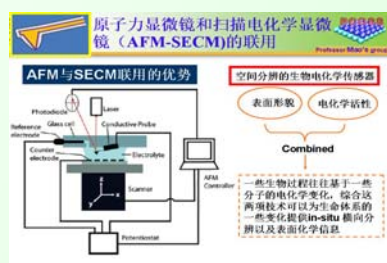 原子力显微镜和扫描电化学显微
镜（AFM-SECM)的联用
Professor Mao's group
AFM与SECM联用的优势
空间分辨的生物电化学传感器
Photodiode
Laser
Glass cell
Conductive Probe
Reference
electrode
Counter
electrode
Electrolyte
AFM
Controller
Scanner
Potentiostat
表面形貌
电化学活性
Combined
一些生物过程往往基于一些
分子的电化学变化，综合这
两项技术可以为生命体系的
一些变化提供in-situ 横向分
辨以及表面化学信息